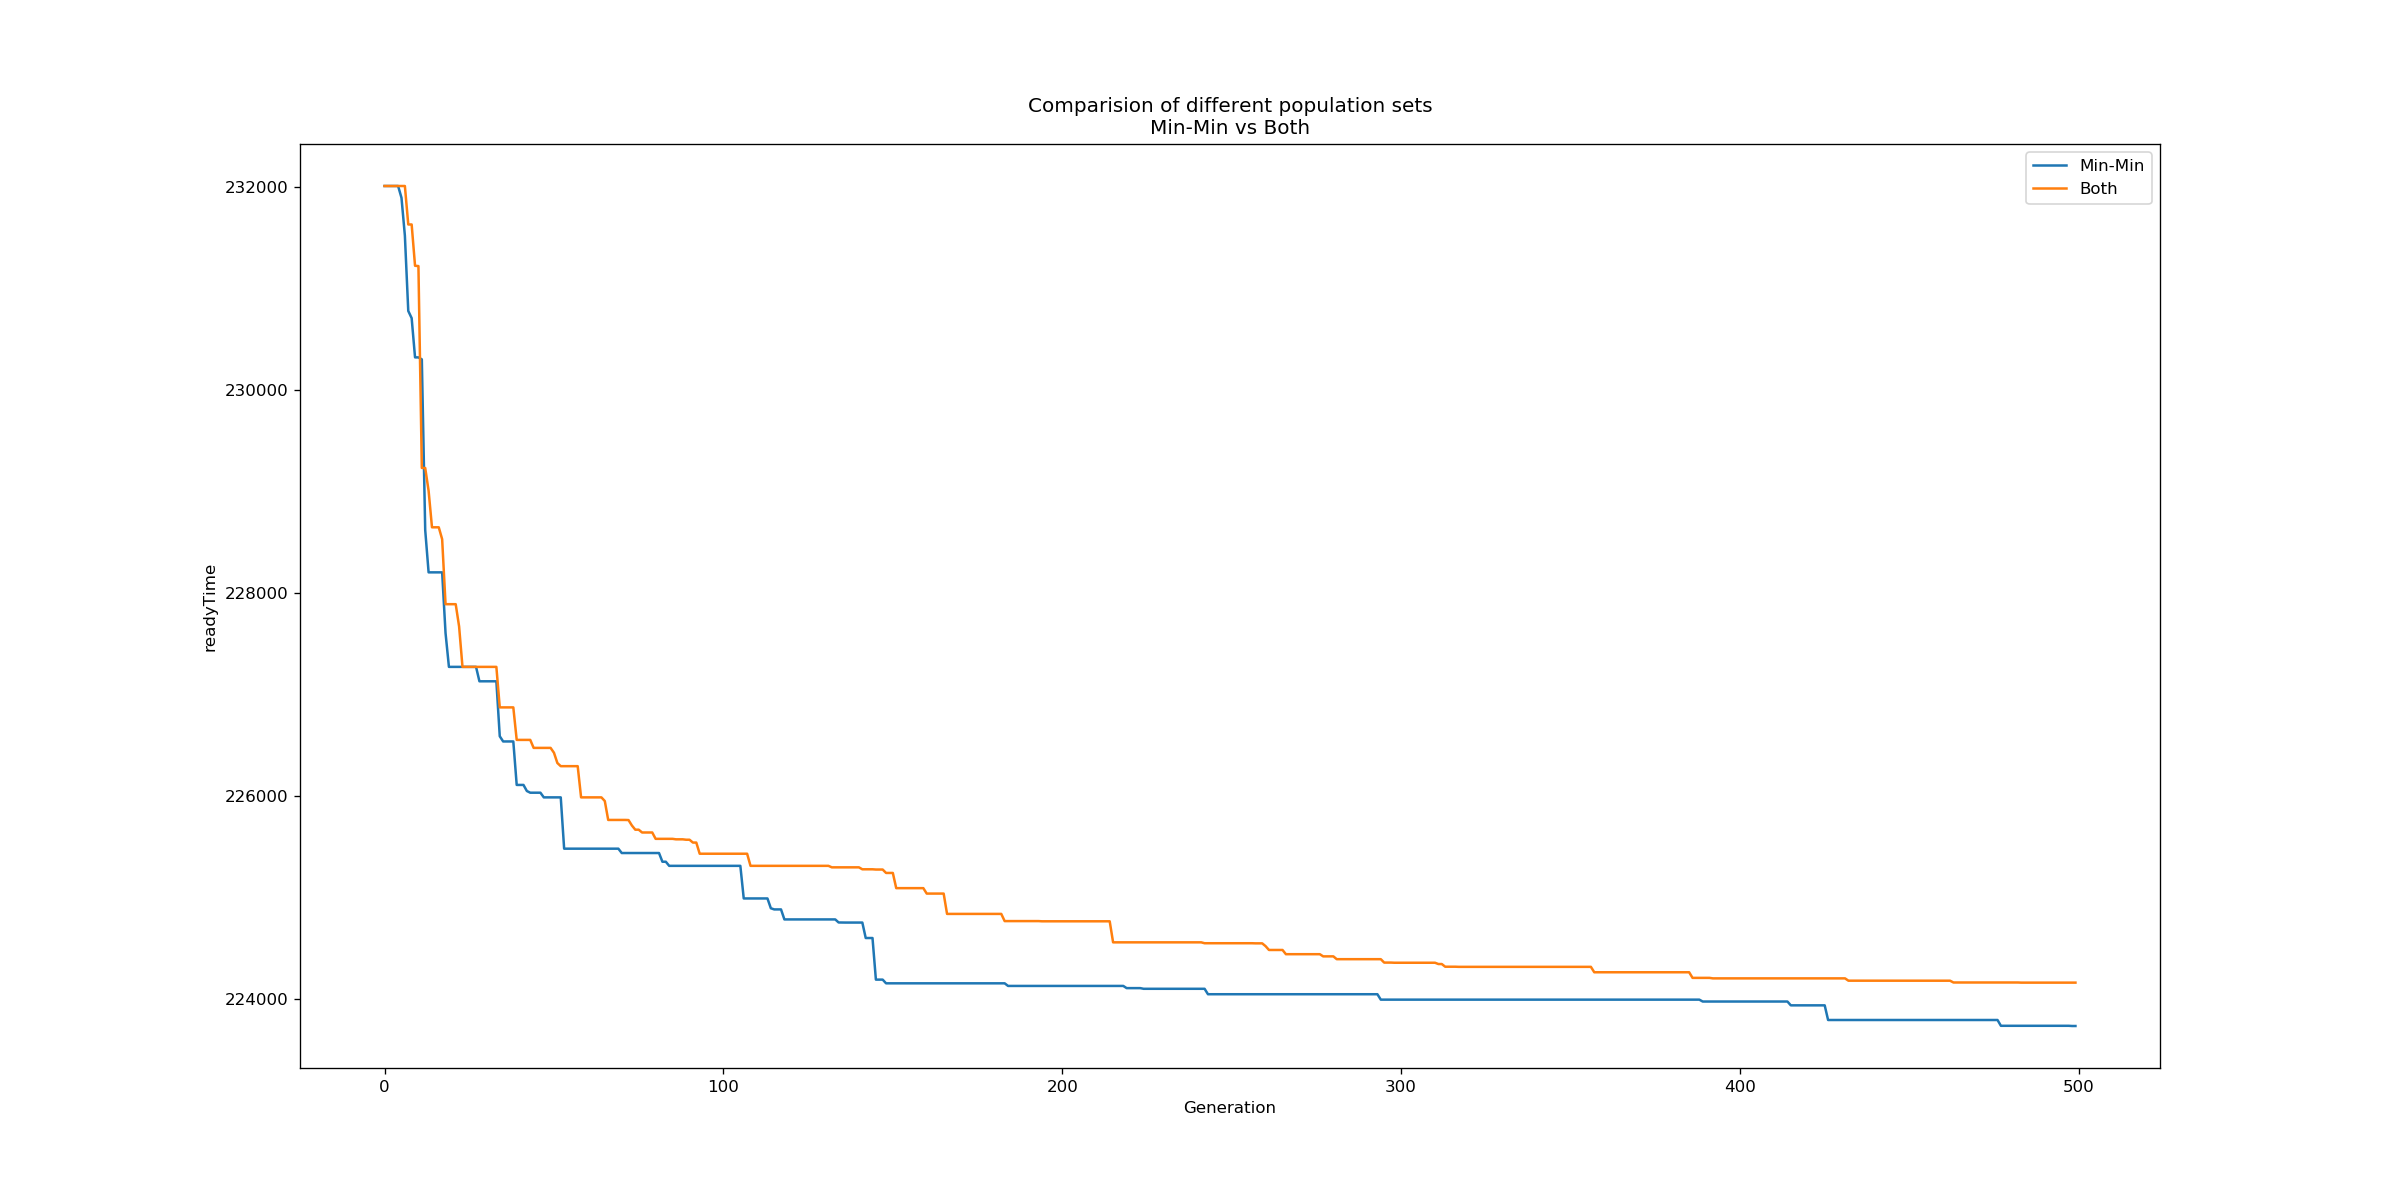 Comparision of different population sets
Min-Min vs Both
Min-Min
Both
232000
230000
228000
226000
224000
readyTime
0 100 200 300 400 500
Generation